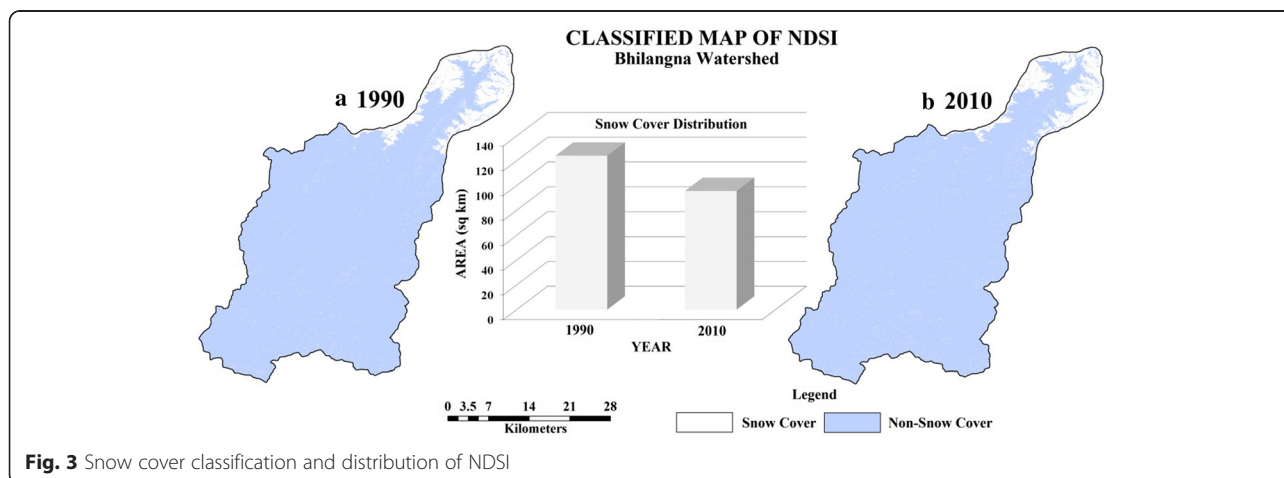 CLASSIFIED MAP OF NDSI
Bhilangna Watershed
a 1990
b 2010
Snow Cover Distribution
140
120
100
80
60
40
20
0
AREA (sq km)
1990 2010
YEAR
0 3.5 7 14 21 28
Kilometers
Legend
Snow Cover Non-Snow Cover
Fig. 3 Snow cover classification and distribution of NDSI